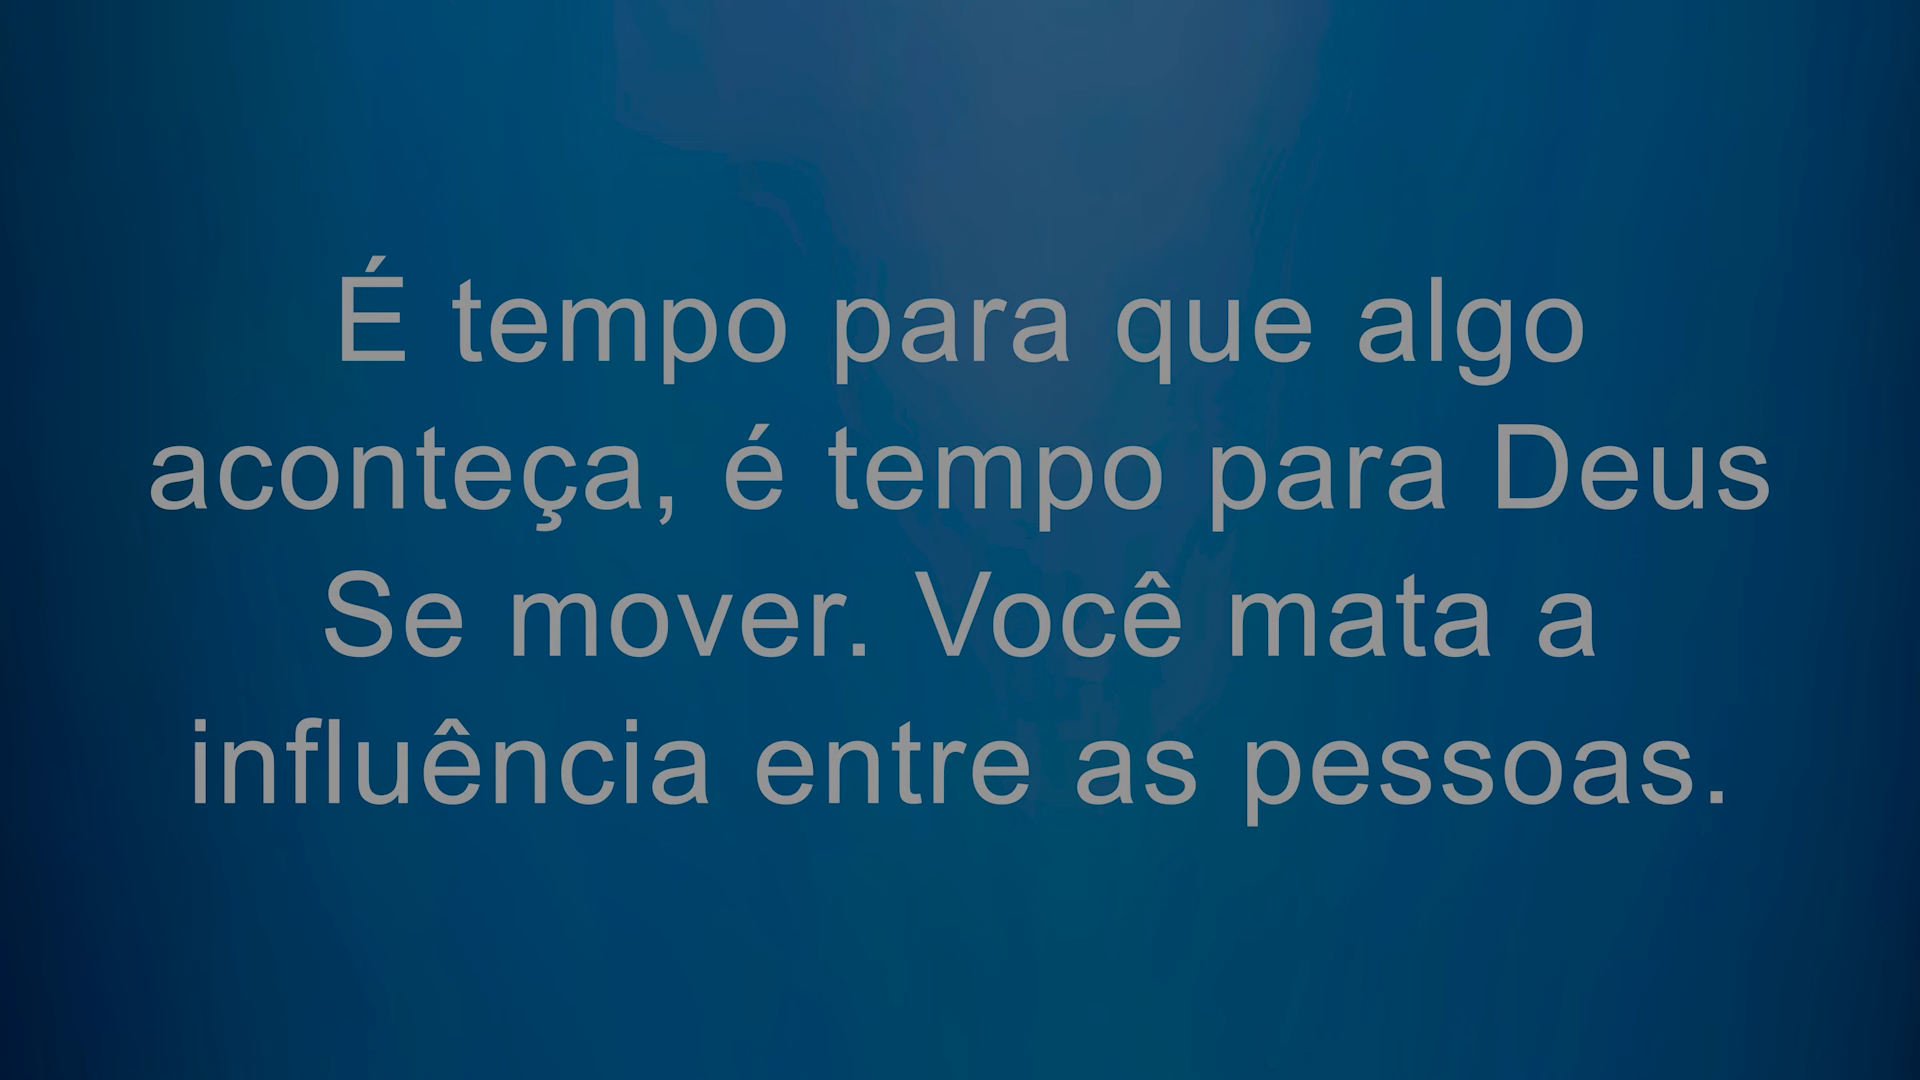 É tempo para que algo
aconteça, é tempo para Deus
Se mover. Você mata a
influência entre as pessoas.